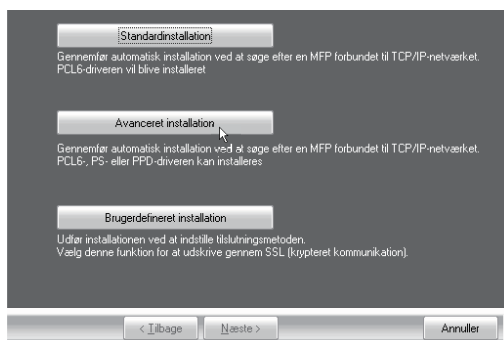 Standardinstallation
Gennemfør automatisk installation ved at søge efter en MFP forbundet til TCP/IP-netværket.
PCL6-driveren vil blive installeret
Avanceret installation
Gennemfør automatisk installation ved at søge efter en MFP forbundet til TCP/IP-netværket.
PCL6-, PS- eller PPD-driveren kan installeres
Brugerdefineret installation
Udfør installationen ved at indstille tilslutningsmetoden.
Vælg denne funktion for at udskrive gennem SSL (krypteret kommunikation).
< Tilbage Næste > Annuller